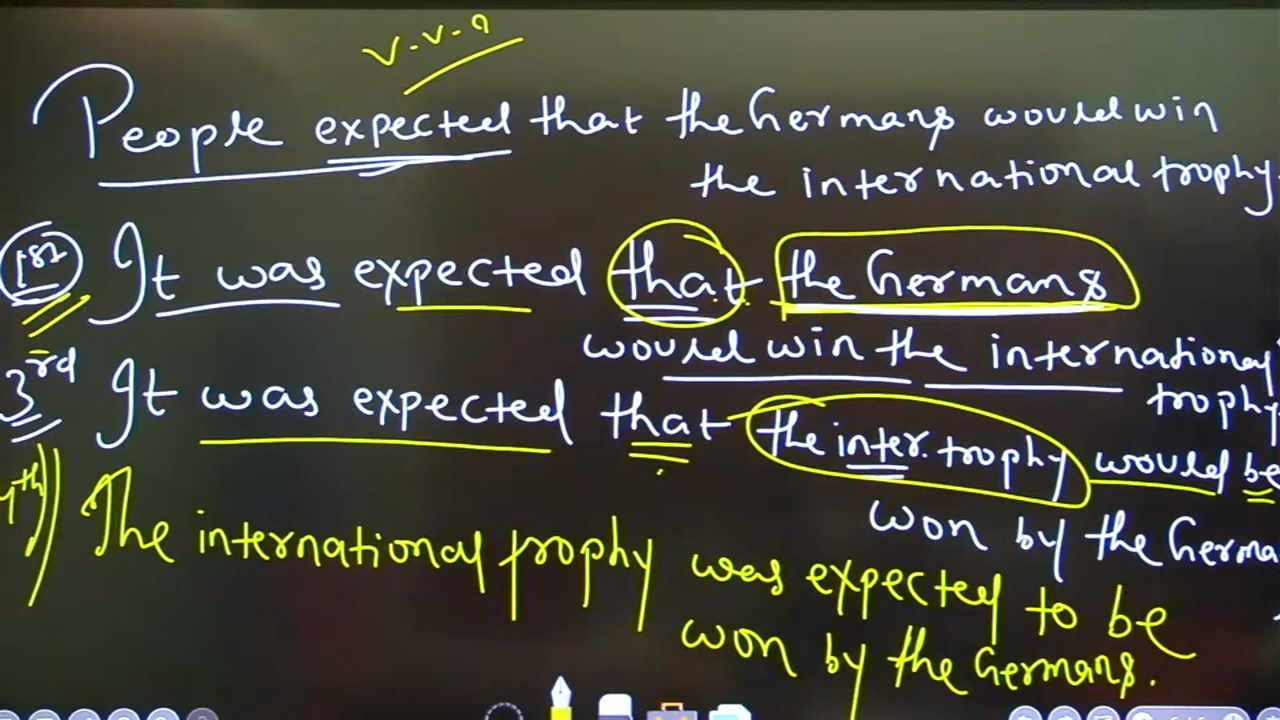 V.V.I
People expected that the Germans would win
the international trophy.
1st It was expected that the Germans
would win the international
trophy
3rd It was expected that the inter. trophy would be
won by the Germa
4th) The international trophy was expected to be
won by the Germans.